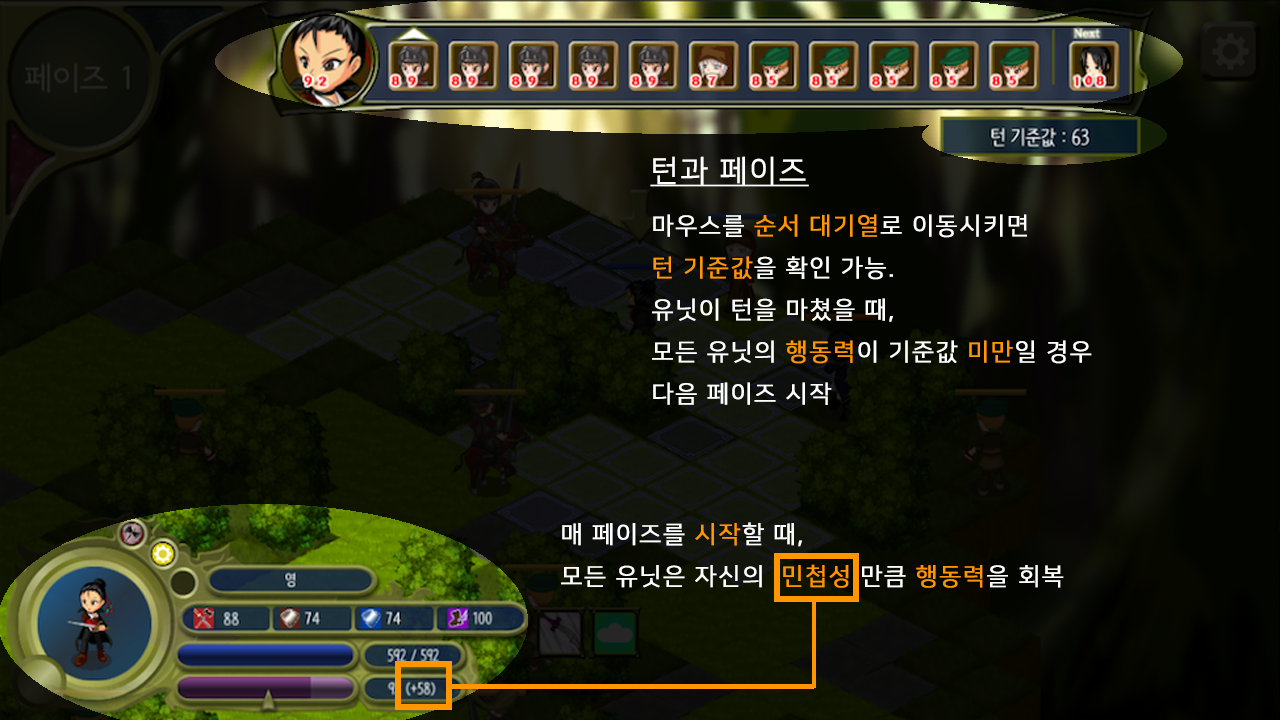 페이즈 1
92
89 89 89 89 89 87 85 85 85 85 85
Next
108
턴 기준값 : 63
턴과 페이즈
마우스를 순서 대기열로 이동시키면
턴 기준값을 확인 가능.
유닛이 턴을 마쳤을 때,
모든 유닛의 행동력이 기준값 미만일 경우
다음 페이즈 시작
매 페이즈를 시작할 때,
모든 유닛은 자신의 민첩성만큼 행동력을 회복
영
88 74 74 100
592 / 592
(+58)